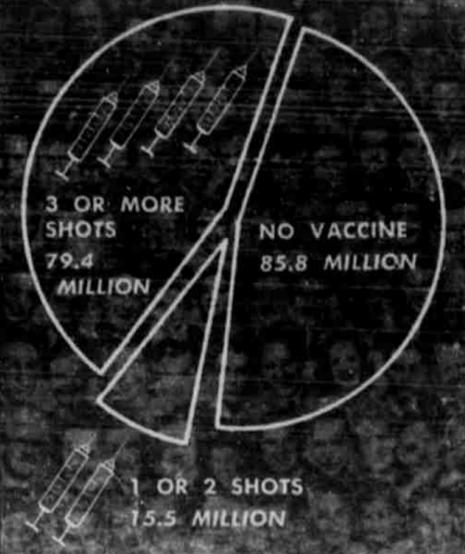 3 OR MORE
SHOTS
79.4
MILLION
NO VACCINE
85.8 MILLION
1 OR 2 SHOTS
15.5 MILLION